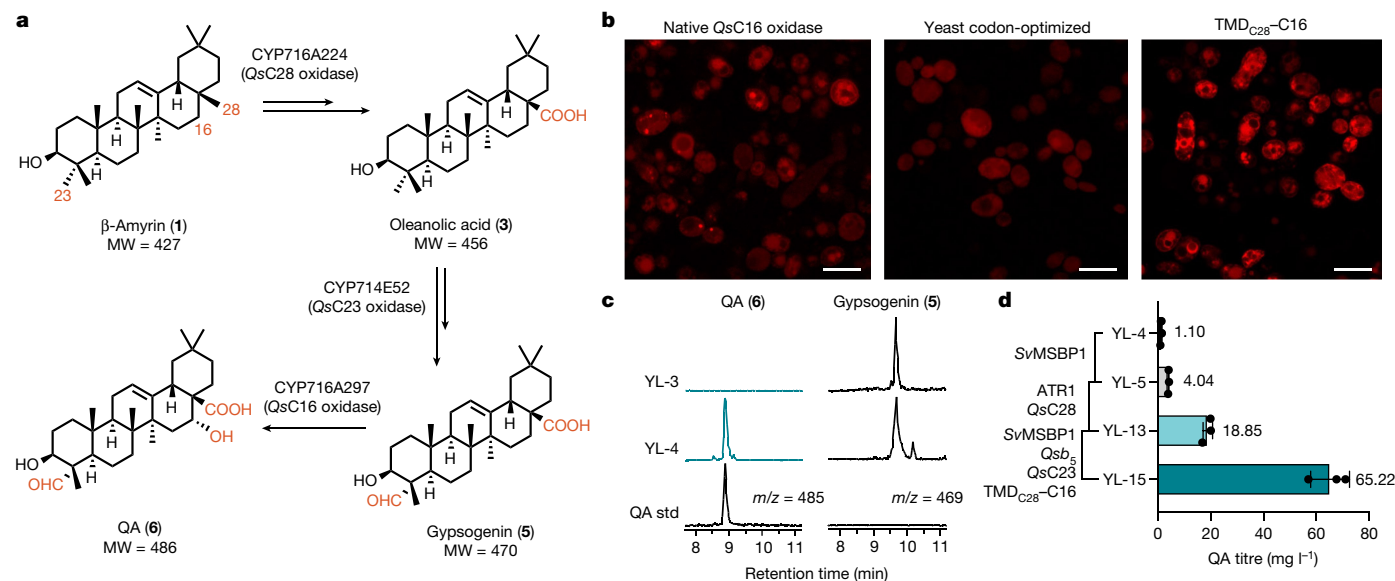 a
CYP716A224
(QsC28 oxidase)
H
H
H
HO
28
16
23
β-Amyrin (1)
MW = 427
H
H
H
HO
COOH
Oleanolic acid (3)
MW = 456
CYP714E52
(QsC23 oxidase)
H
H
H
HO
OHC
COOH
Gypsogenin (5)
MW = 470
CYP716A297
(QsC16 oxidase)
H
H
H
HO
OHC
COOH
OH
QA (6)
MW = 486
b
Native QsC16 oxidase
Yeast codon-optimized
TMDC28–C16
c
QA (6)
Gypsogenin (5)
YL-3
YL-4
QA std
m/z = 485
m/z = 469
8 9 10 11
8 9 10 11
Retention time (min)
d
SvMSBP1
ATR1
QsC28
SvMSBP1
Qsb5
QsC23
TMDC28–C16
YL-4
1.10
YL-5
4.04
YL-13
18.85
YL-15
65.22
0 20 40 60 80
QA titre (mg l⁻¹)